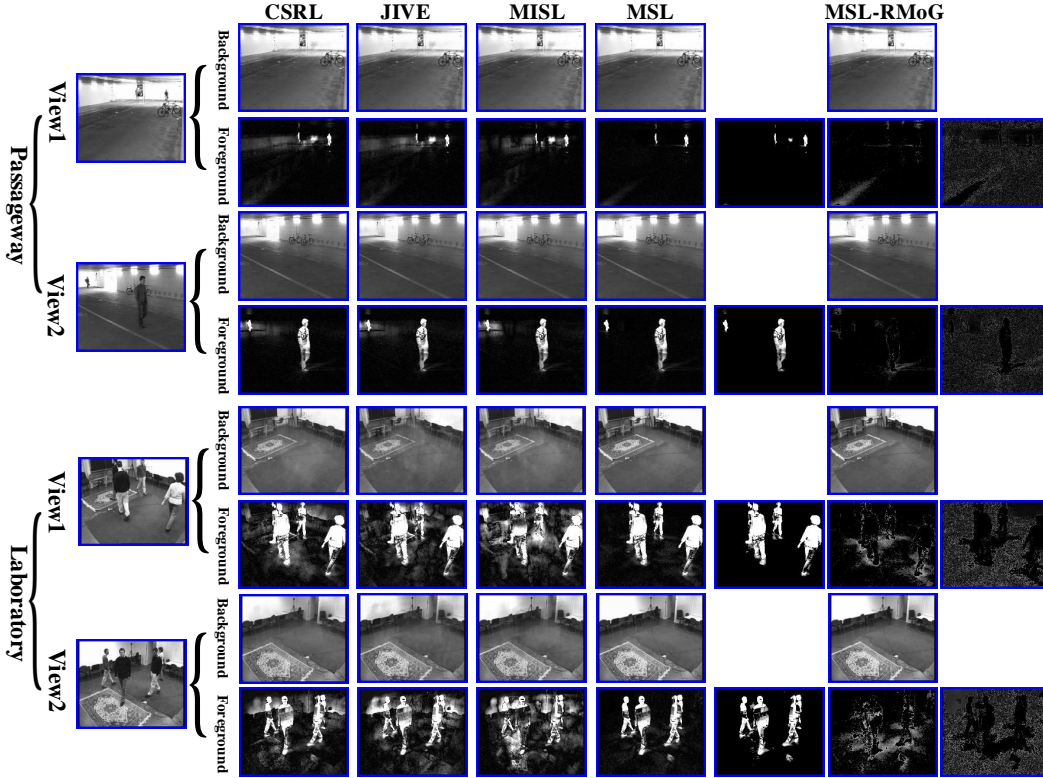 CSRL JIVE MISL MSL MSL-RMoG
Passageway
View1
Background
Foreground
View2
Background
Foreground
Laboratory
View1
Background
Foreground
View2
Background
Foreground